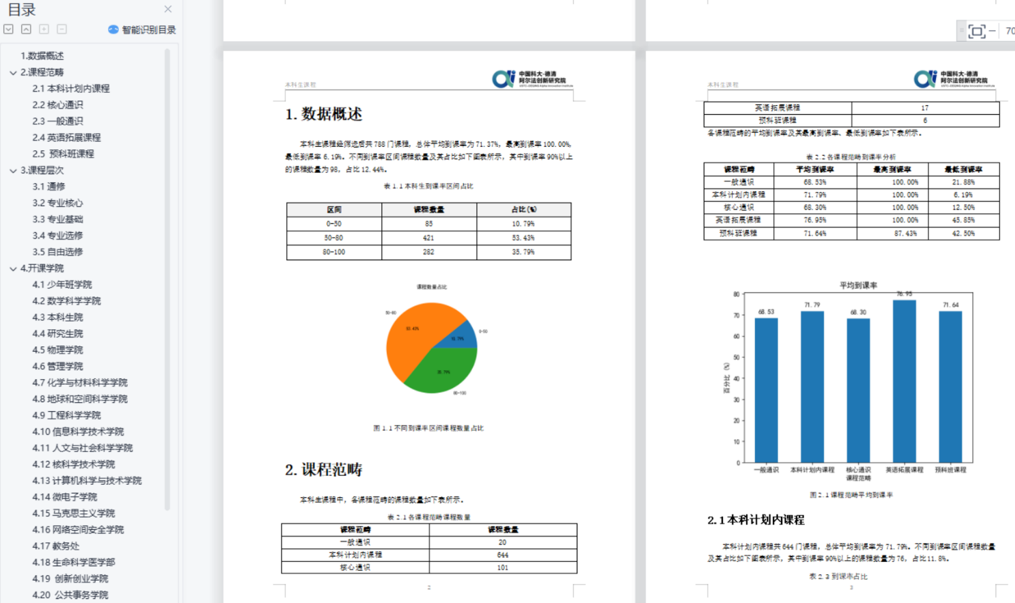 目录
智能识别目录
1.数据概述
2.课程范畴
2.1 本科计划内课程
2.2 核心通识
2.3 一般通识
2.4 英语拓展课程
2.5 预科班课程
3.课程层次
3.1 通修
3.2 专业核心
3.3 专业基础
3.4 专业选修
3.5 自由选修
4.开课学院
4.1 少年班学院
4.2 数学科学学院
4.3 本科生院
4.4 研究生院
4.5 物理学院
4.6 管理学院
4.7 化学与材料科学学院
4.8 地球和空间科学学院
4.9 工程科学学院
4.10 信息科学技术学院
4.11 人文与社会科学学院
4.12 核科学技术学院
4.13 计算机科学与技术学院
4.14 微电子学院
4.15 马克思主义学院
4.16 网络空间安全学院
4.17 教务处
4.18 生命科学医学部
4.19 创新创业学院
4.20 公共事务学院
本科生课程
中国科大·德清
阿尔法创新研究院
1. 数据概述
本科生课程经筛选后共 788 门课程，总体平均到课率为 71.37%，最高到课率 100.00%，
最低到课率 6.19%。不同到课率区间课程数量及其占比如下图表所示，其中到课率 90%以上
的课程数量为 98，占比 12.44%。
表 1.1 本科生到课率区间占比
区间 课程数量 占比(%)
0-50 85 10.79%
50-80 421 53.43%
80-100 282 35.79%
课程数量占比
50-80
0-50
80-100
图 1.1 不同到课率区间课程数量占比
2. 课程范畴
本科生课程中，各课程范畴的课程数量如下表所示。
表 2.1 各课程范畴课程数量
课程范畴 课程数量
一般通识 20
本科计划内课程 644
核心通识 101
2
70
本科生课程
中国科大·德清
阿尔法创新研究院
英语拓展课程 17
预科班课程 6
各课程范畴的平均到课率及其最高到课率、最低到课率如下表所示。
表 2.2 各课程范畴到课率分析
课程范畴 平均到课率 最高到课率 最低到课率
一般通识 68.53% 100.00% 21.88%
本科计划内课程 71.79% 100.00% 6.19%
核心通识 68.30% 100.00% 12.50%
英语拓展课程 76.95% 100.00% 45.85%
预科班课程 71.64% 87.43% 42.50%
平均到课率
80
70
60
50
40
30
20
10
0
百分比 (%)
68.53 71.79 68.30 76.95 71.64
一般通识 本科计划内课程 核心通识 英语拓展课程 预科班课程
课程范畴
图 2.1 课程范畴平均到课率
2.1 本科计划内课程
本科计划内课程共 644 门课程，总体平均到课率为 71.79%。不同到课率区间课程数量
及其占比如下图表所示，其中到课率 90%以上的课程数量为 76，占比 11.8%。
表 2.3 到课率占比
3